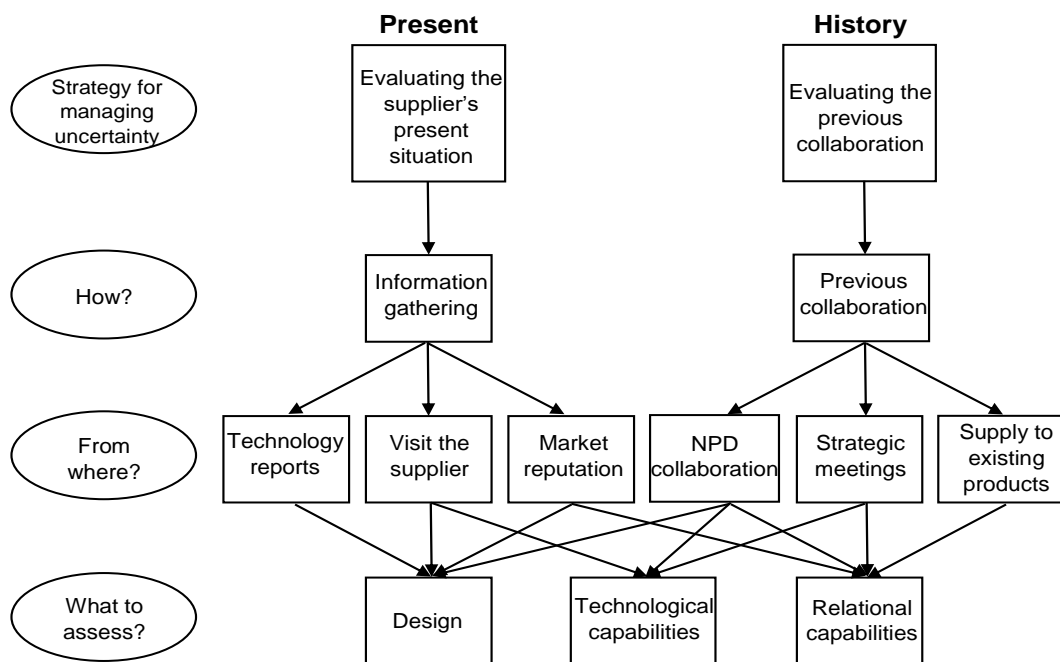 Present
History
Strategy for
managing
uncertainty
Evaluating the
supplier’s
present
situation
Evaluating the
previous
collaboration
How?
Information
gathering
Previous
collaboration
From
where?
Technology
reports
Visit the
supplier
Market
reputation
NPD
collaboration
Strategic
meetings
Supply to
existing
products
What to
assess?
Design
Technological
capabilities
Relational
capabilities